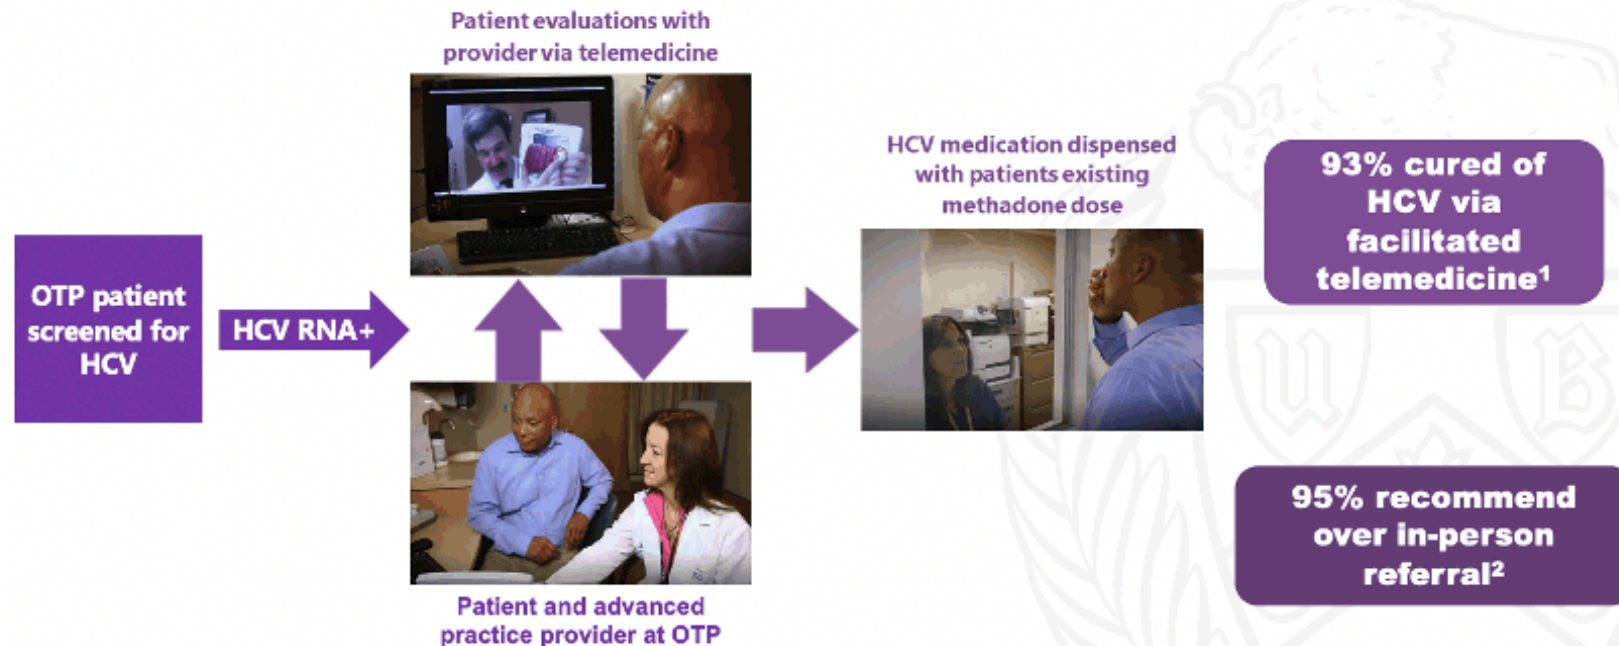 Patient evaluations with
provider via telemedicine
OTP patient
screened for
HCV
HCV RNA+
Patient and advanced
practice provider at OTP
HCV medication dispensed
with patients existing
methadone dose
93% cured of
HCV via
facilitated
telemedicine¹
95% recommend
over in-person
referral²
U B